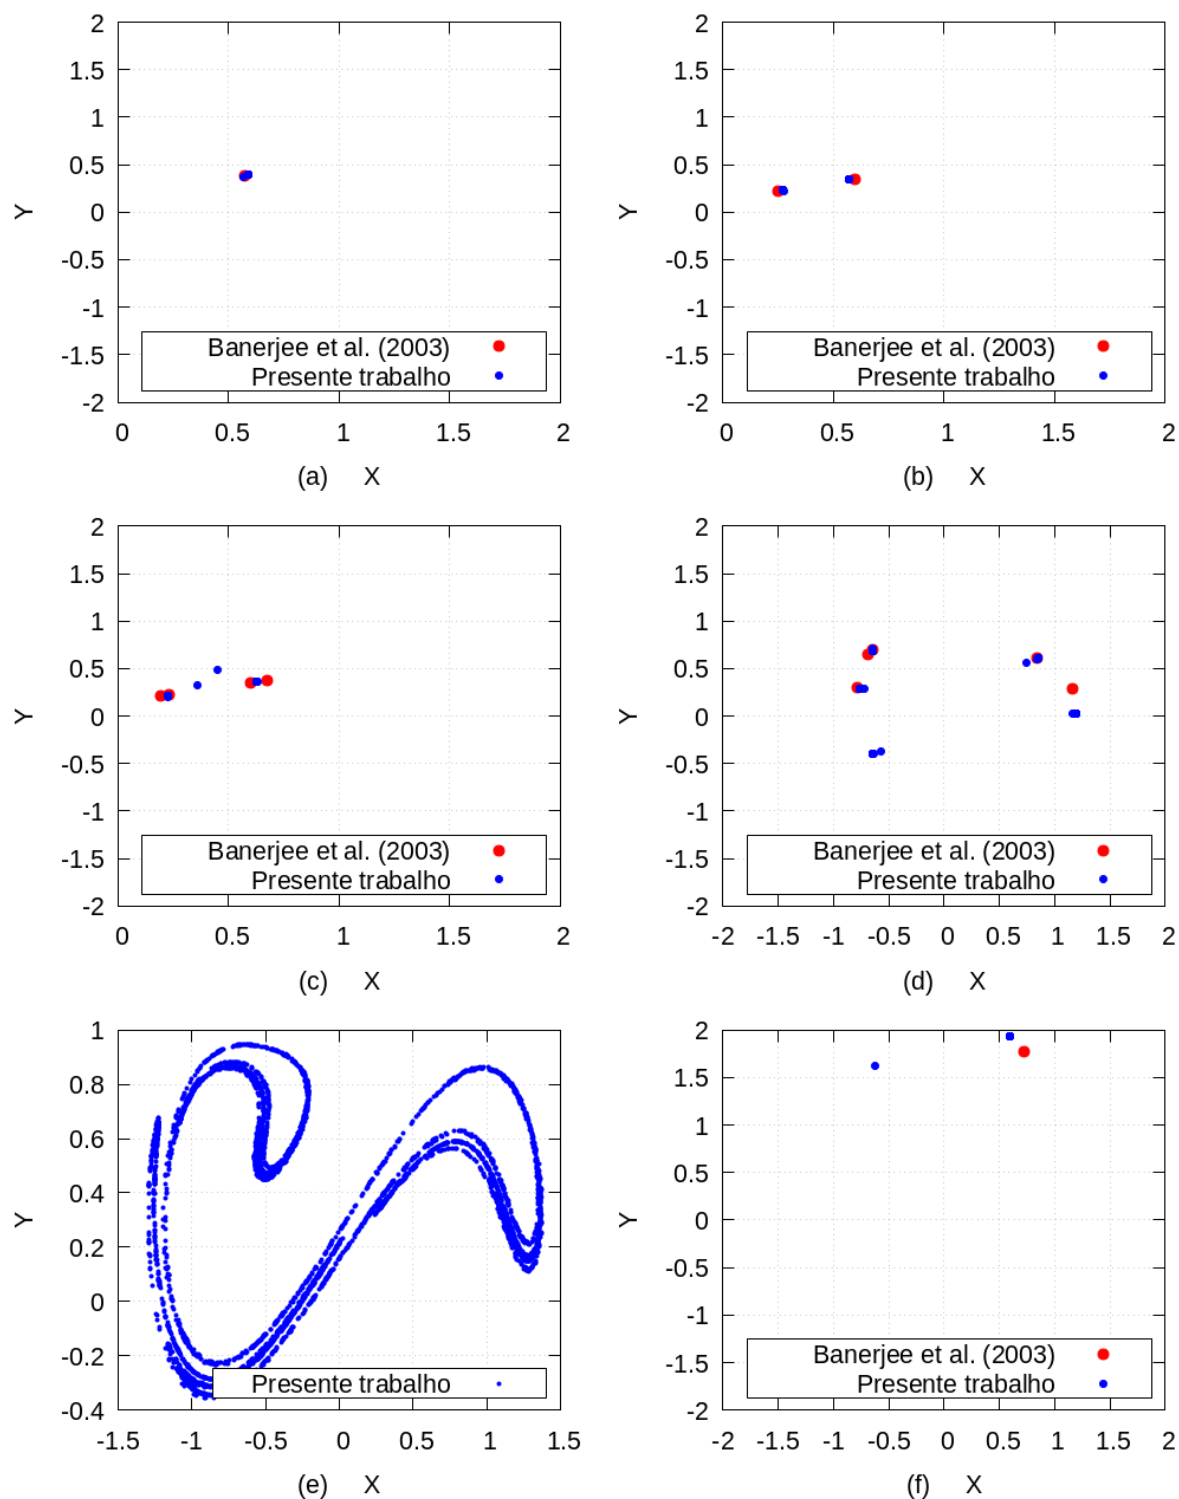 2
1.5
1
0.5
0
-0.5
-1
-1.5
-2
Y
Banerjee et al. (2003)
Presente trabalho
0 0.5 1 1.5 2
(a) X
2
1.5
1
0.5
0
-0.5
-1
-1.5
-2
Y
Banerjee et al. (2003)
Presente trabalho
0 0.5 1 1.5 2
(b) X
2
1.5
1
0.5
0
-0.5
-1
-1.5
-2
Y
Banerjee et al. (2003)
Presente trabalho
0 0.5 1 1.5 2
(c) X
2
1.5
1
0.5
0
-0.5
-1
-1.5
-2
Y
Banerjee et al. (2003)
Presente trabalho
-2 -1.5 -1 -0.5 0 0.5 1 1.5 2
(d) X
1
0.8
0.6
0.4
0.2
0
-0.2
-0.4
Y
Presente trabalho
-1.5 -1 -0.5 0 0.5 1 1.5
(e) X
2
1.5
1
0.5
0
-0.5
-1
-1.5
-2
Y
Banerjee et al. (2003)
Presente trabalho
-2 -1.5 -1 -0.5 0 0.5 1 1.5 2
(f) X